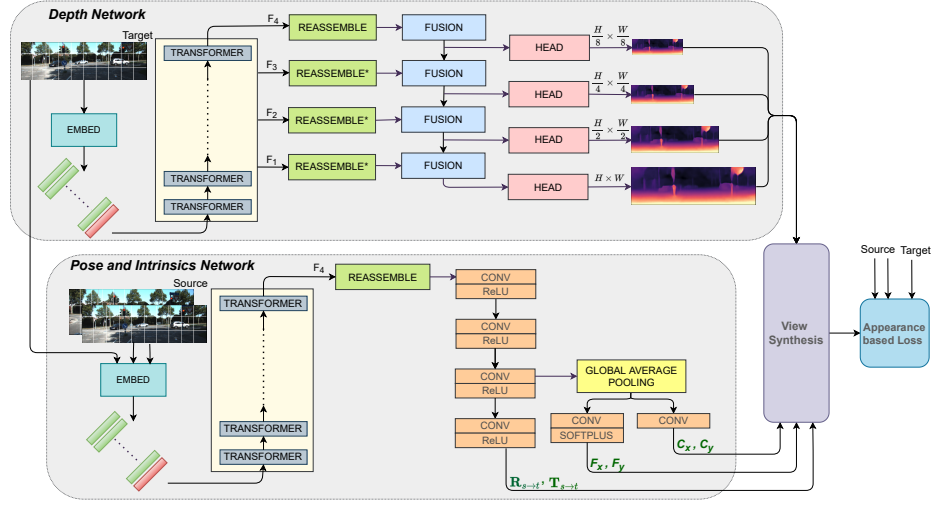 Depth Network
Target
EMBED
TRANSFORMER
TRANSFORMER
TRANSFORMER
F4
REASSEMBLE
FUSION
HEAD
H/8 × W/8
F3
REASSEMBLE*
FUSION
HEAD
H/4 × W/4
F2
REASSEMBLE*
FUSION
HEAD
H/2 × W/2
F1
REASSEMBLE*
FUSION
HEAD
H × W
Pose and Intrinsics Network
Source
EMBED
TRANSFORMER
TRANSFORMER
TRANSFORMER
F4
REASSEMBLE
CONV
ReLU
CONV
ReLU
CONV
ReLU
CONV
ReLU
GLOBAL AVERAGE
POOLING
CONV
SOFTPLUS
CONV
Cx , Cy
Fx , Fy
Rs→t , Ts→t
View
Synthesis
Source
Target
Appearance
based Loss